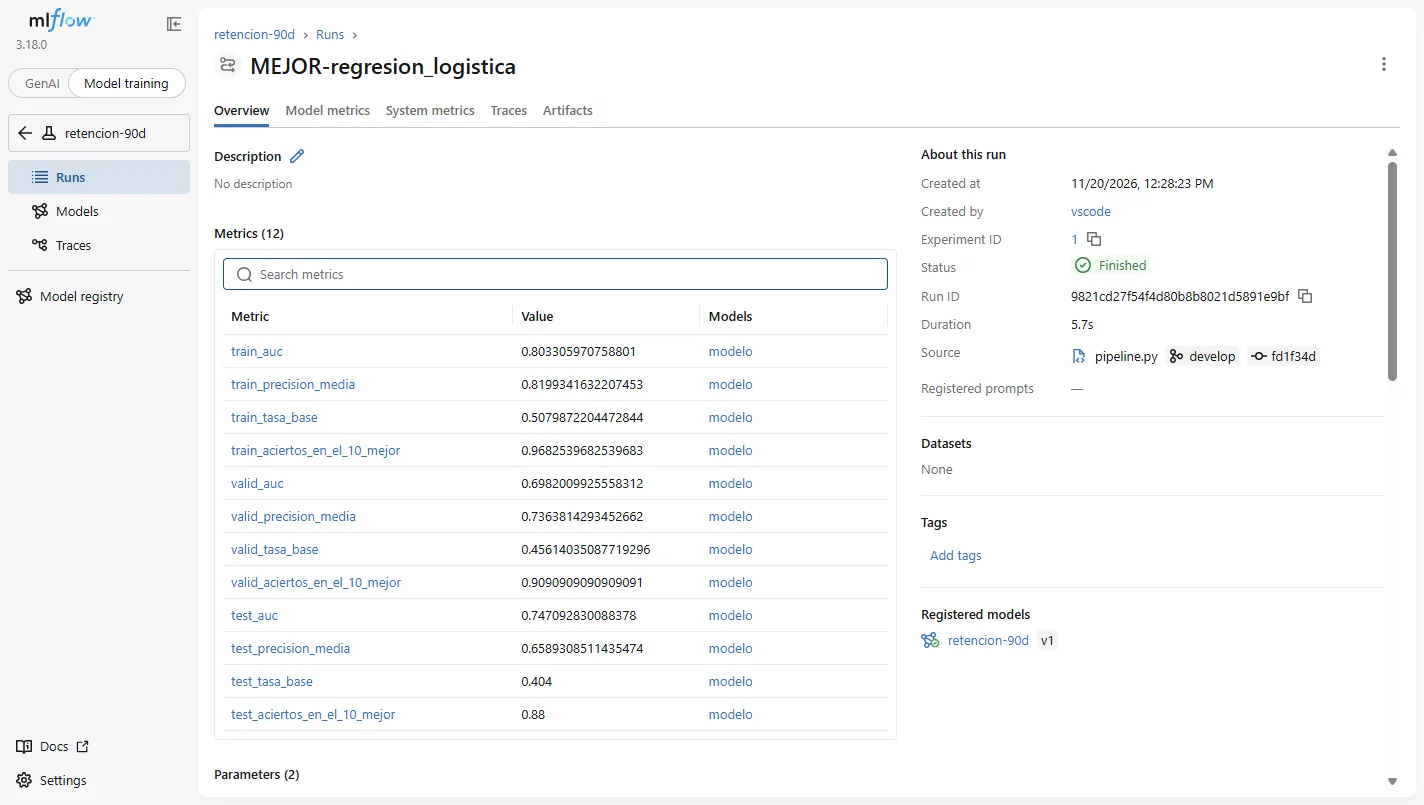 mlflow
3.18.0
GenAI
Model training
retencion-90d
Runs
Models
Traces
Model registry
Docs
Settings
retencion-90d > Runs >
MEJOR-regresion_logistica
Overview Model metrics System metrics Traces Artifacts
Description
No description
Metrics (12)
Search metrics
Metric Value Models
train_auc 0.803305970758801 modelo
train_precision_media 0.8199341632207453 modelo
train_tasa_base 0.5079872204472844 modelo
train_aciertos_en_el_10_mejor 0.9682539682539683 modelo
valid_auc 0.6982009925558312 modelo
valid_precision_media 0.7363814293452662 modelo
valid_tasa_base 0.45614035087719296 modelo
valid_aciertos_en_el_10_mejor 0.9090909090909091 modelo
test_auc 0.747092830088378 modelo
test_precision_media 0.6589308511435474 modelo
test_tasa_base 0.404 modelo
test_aciertos_en_el_10_mejor 0.88 modelo
Parameters (2)
About this run
Created at 11/20/2026, 12:28:23 PM
Created by vscode
Experiment ID 1
Status Finished
Run ID 9821cd27f54f4d80b8b8021d5891e9bf
Duration 5.7s
Source pipeline.py develop fd1f34d
Registered prompts —
Datasets
None
Tags
Add tags
Registered models
retencion-90d v1